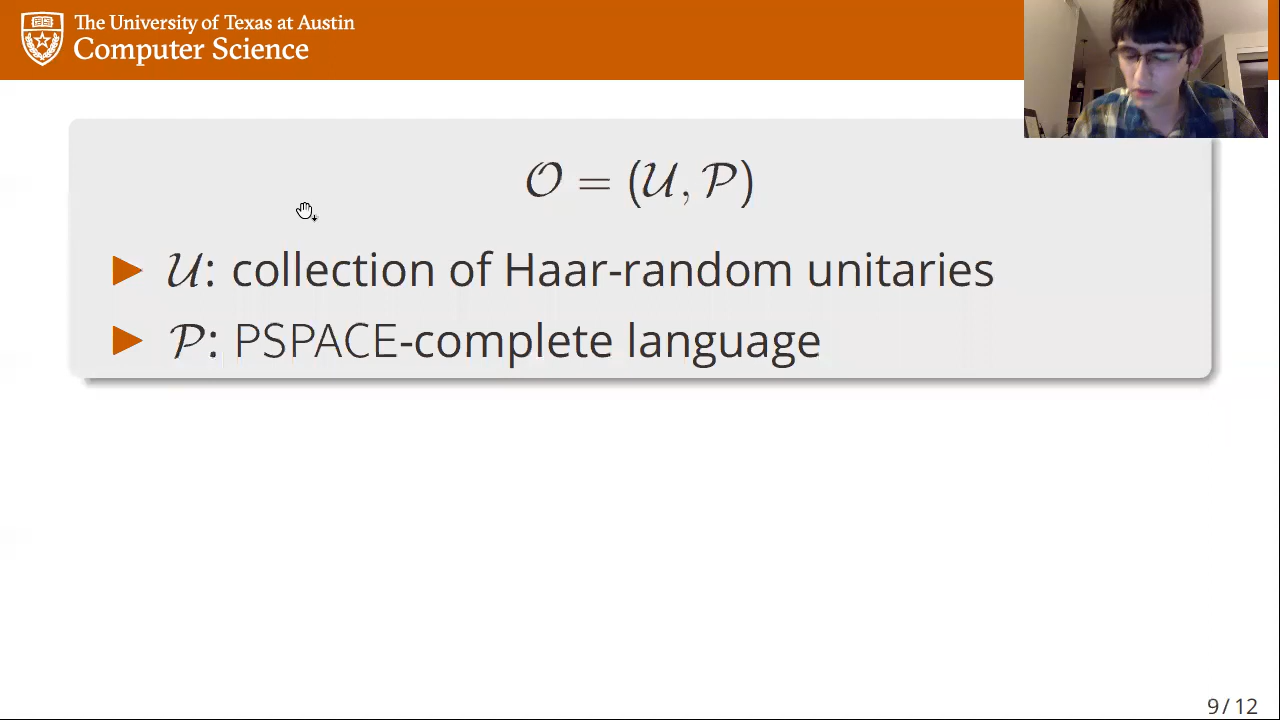 The University of Texas at Austin
Computer Science
𝒪 = (𝒰, 𝒫)
▶ 𝒰: collection of Haar-random unitaries
▶ 𝒫: PSPACE-complete language
9 / 12